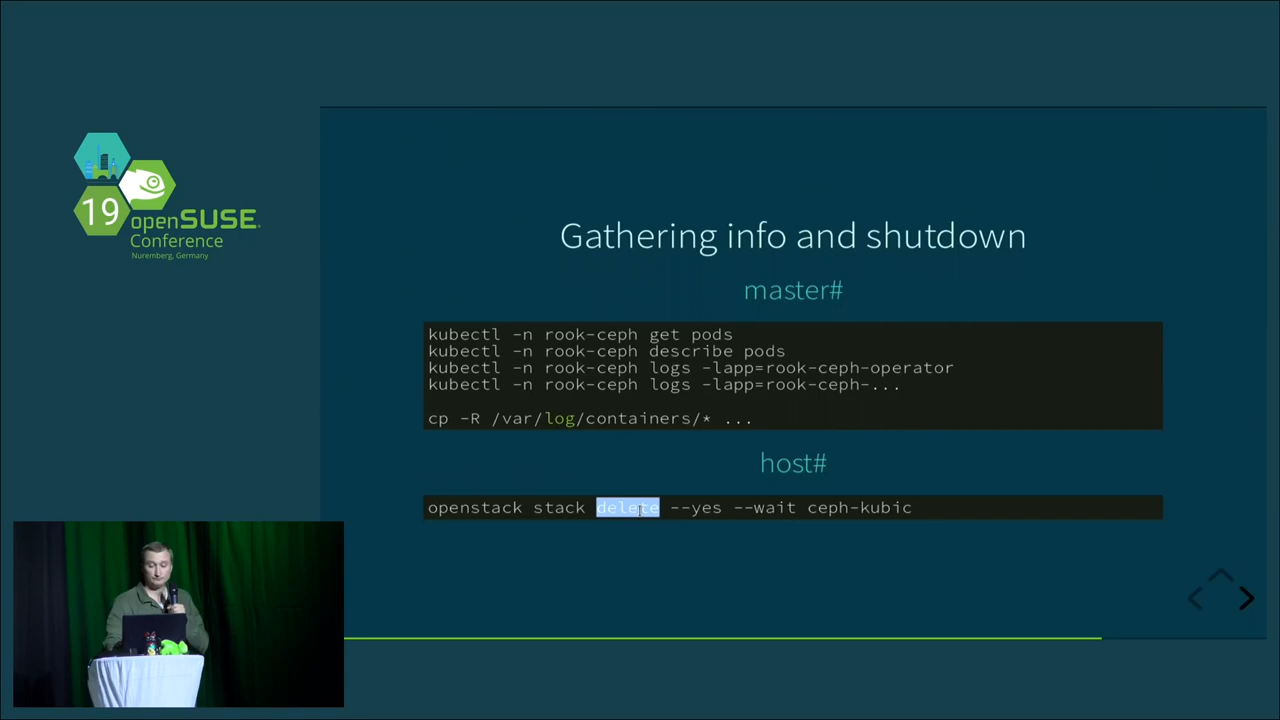 19
openSUSE
Conference
Nuremberg, Germany
Gathering info and shutdown
master#
kubectl -n rook-ceph get pods
kubectl -n rook-ceph describe pods
kubectl -n rook-ceph logs -lapp=rook-ceph-operator
kubectl -n rook-ceph logs -lapp=rook-ceph-...
cp -R /var/log/containers/* ...
host#
openstack stack delete --yes --wait ceph-kubic